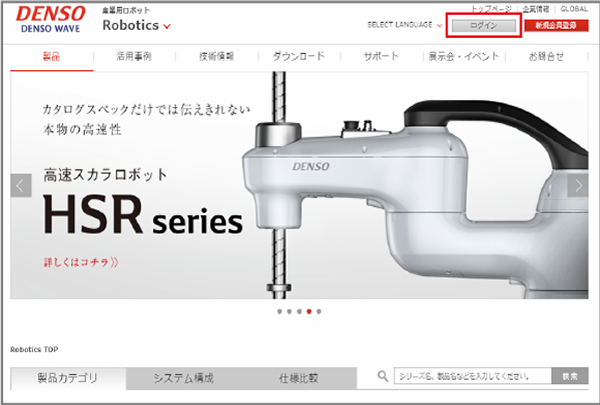 DENSO
DENSO WAVE
産業用ロボット
Robotics
トップページ | 企業情報 | GLOBAL
SELECT LANGUAGE
ログイン
新規会員登録
製品
活用事例
技術情報
ダウンロード
サポート
展示会・イベント
お問合せ
カタログスペックだけでは伝えきれない
本物の高速性
高速スカラロボット
HSR series
詳しくはコチラ》
DENSO
Robotics TOP
製品カテゴリ
システム構成
仕様比較
シリーズ名、製品名などを入力してください。
検索